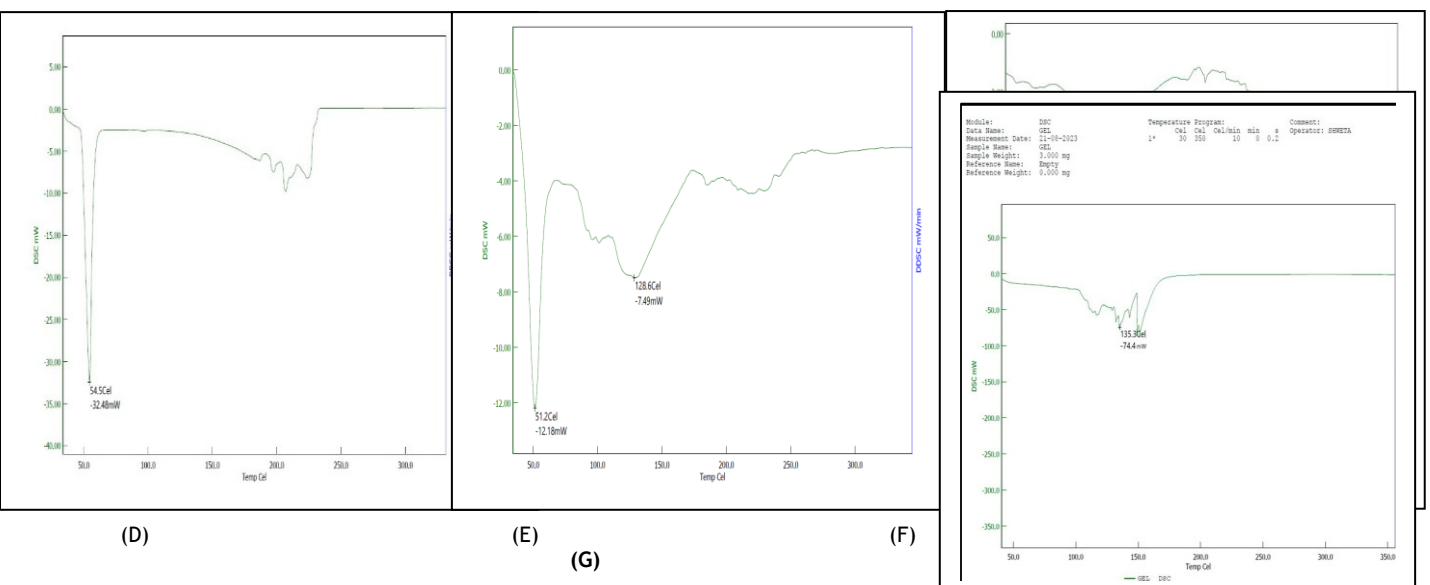 5.00
0.00
-5.00
-10.00
-15.00
-20.00
-25.00
-30.00
-35.00
-40.00
DSC mW
54.5Cel
-32.48mW
50.0 100.0 150.0 200.0 250.0 300.0
Temp Cel
0.00
-2.00
-4.00
-6.00
-8.00
-10.00
-12.00
DSC mW
DDSC mW/min
51.2Cel
-12.18mW
128.6Cel
-7.49mW
50.0 100.0 150.0 200.0 250.0 300.0
Temp Cel
0.00
Module: DSC
Data Name: GEL
Measurement Date: 21-08-2023
Sample Name: GEL
Sample Weight: 3.000 mg
Reference Name: Empty
Reference Weight: 0.000 mg
Temperature Program:
Cel Cel Cel/min min s
1* 30 350 10 0 0.2
Comment:
Operator: SHWETA
50.0
0.0
-50.0
-100.0
-150.0
-200.0
-250.0
-300.0
-350.0
DSC mW
135.3Cel
-74.4mW
50.0 100.0 150.0 200.0 250.0 300.0 350.0
Temp Cel
GEL DSC
(D) (E) (F)
(G)